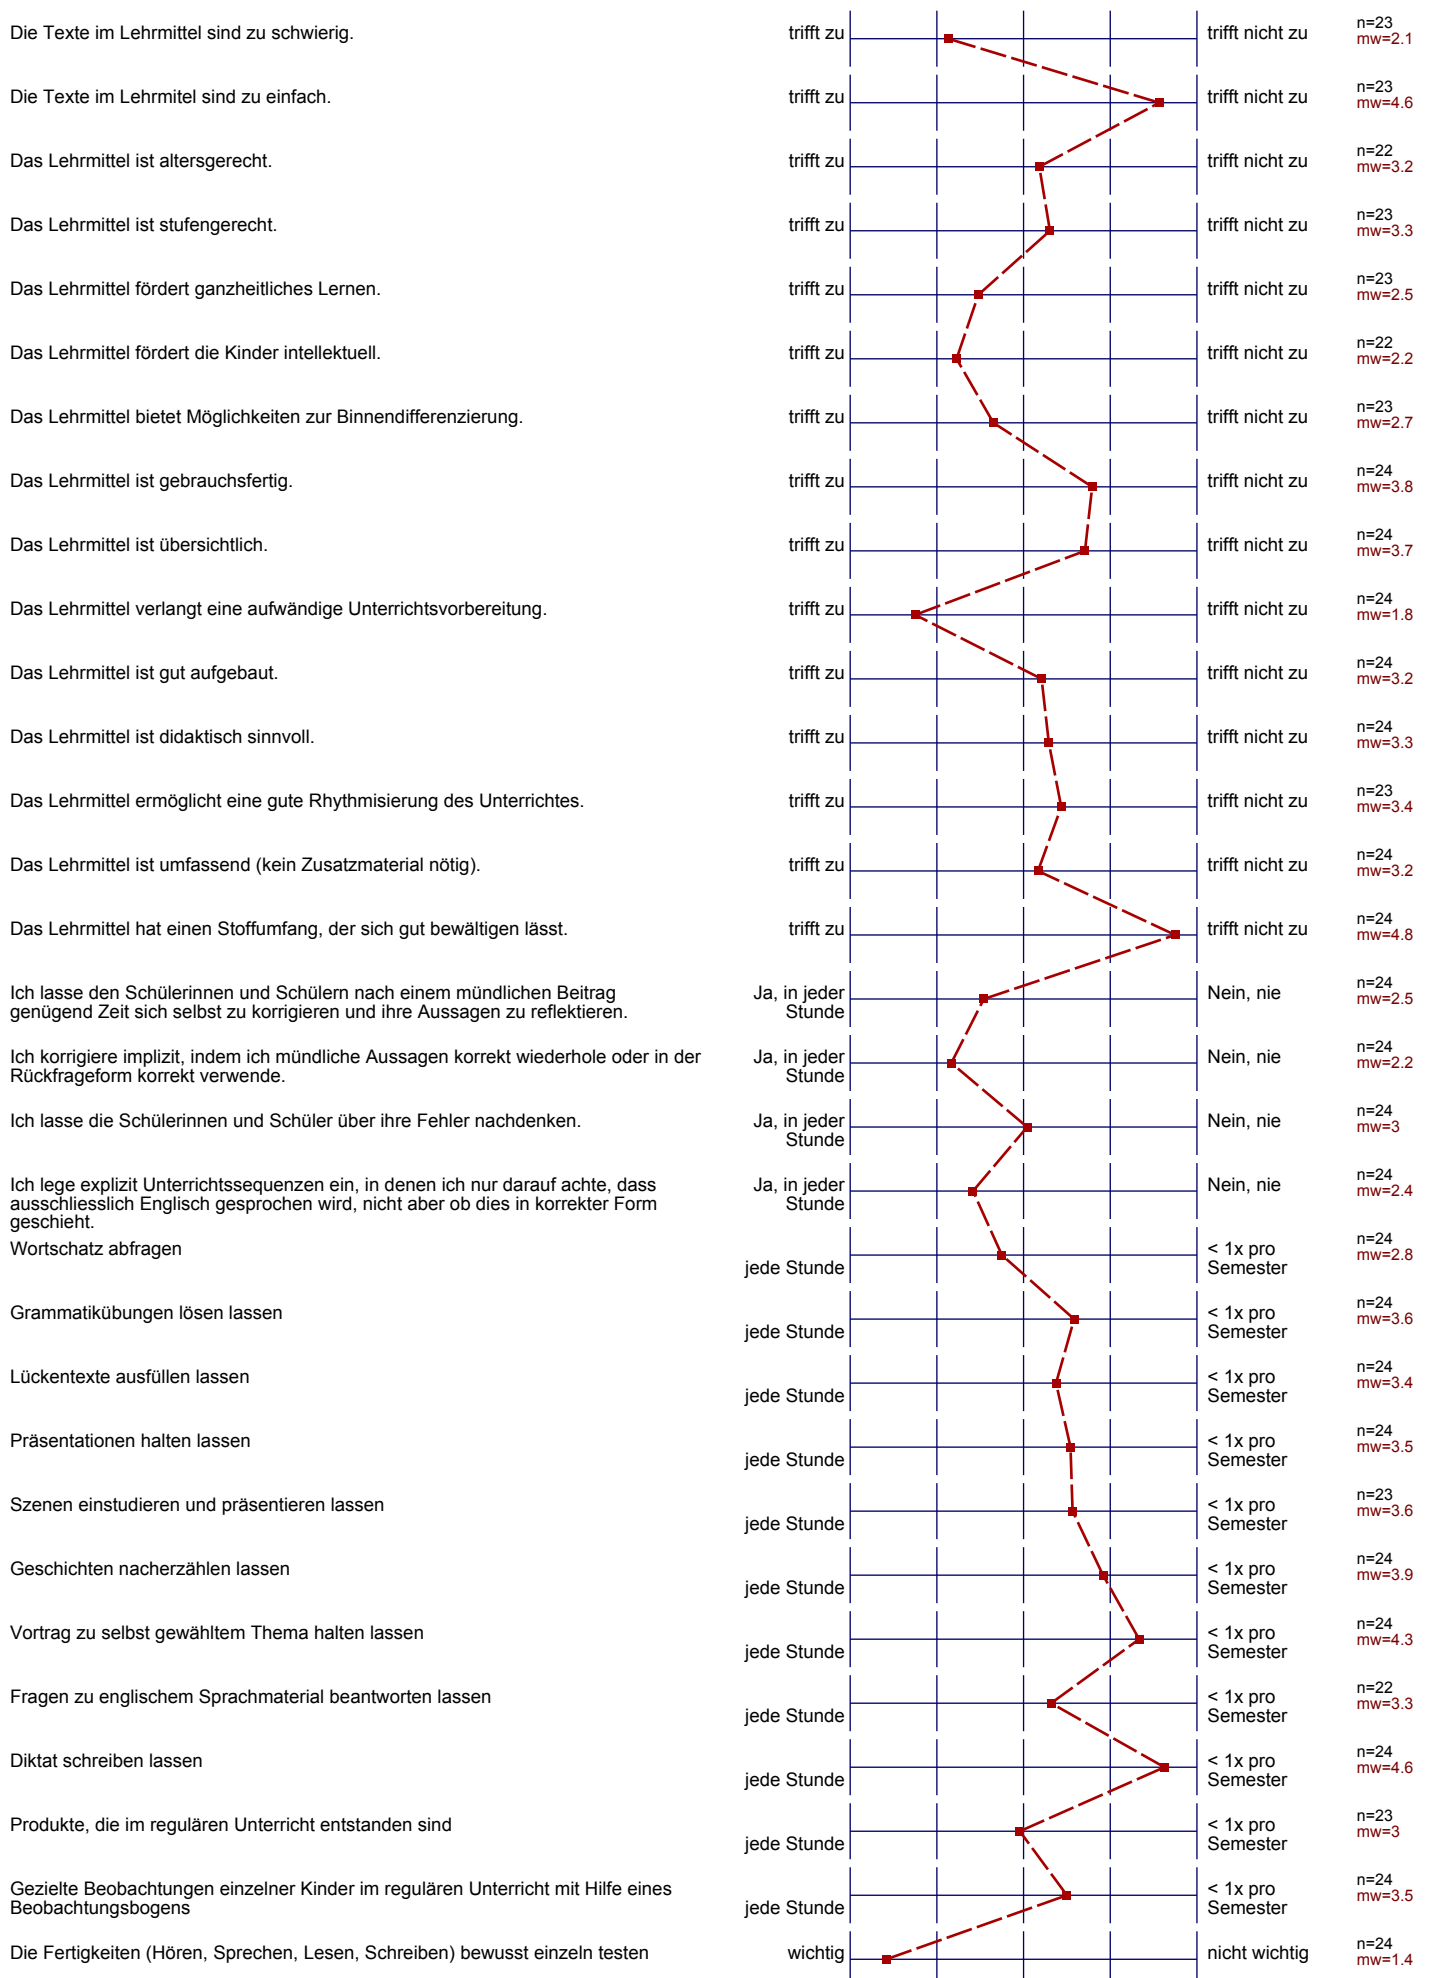 Die Texte im Lehrmittel sind zu schwierig. trifft zu trifft nicht zu n=23
mw=2.1
Die Texte im Lehrmitel sind zu einfach. trifft zu trifft nicht zu n=23
mw=4.6
Das Lehrmittel ist altersgerecht. trifft zu trifft nicht zu n=22
mw=3.2
Das Lehrmittel ist stufengerecht. trifft zu trifft nicht zu n=23
mw=3.3
Das Lehrmittel fördert ganzheitliches Lernen. trifft zu trifft nicht zu n=23
mw=2.5
Das Lehrmittel fördert die Kinder intellektuell. trifft zu trifft nicht zu n=22
mw=2.2
Das Lehrmittel bietet Möglichkeiten zur Binnendifferenzierung. trifft zu trifft nicht zu n=23
mw=2.7
Das Lehrmittel ist gebrauchsfertig. trifft zu trifft nicht zu n=24
mw=3.8
Das Lehrmittel ist übersichtlich. trifft zu trifft nicht zu n=24
mw=3.7
Das Lehrmittel verlangt eine aufwändige Unterrichtsvorbereitung. trifft zu trifft nicht zu n=24
mw=1.8
Das Lehrmittel ist gut aufgebaut. trifft zu trifft nicht zu n=24
mw=3.2
Das Lehrmittel ist didaktisch sinnvoll. trifft zu trifft nicht zu n=24
mw=3.3
Das Lehrmittel ermöglicht eine gute Rhythmisierung des Unterrichtes. trifft zu trifft nicht zu n=23
mw=3.4
Das Lehrmittel ist umfassend (kein Zusatzmaterial nötig). trifft zu trifft nicht zu n=24
mw=3.2
Das Lehrmittel hat einen Stoffumfang, der sich gut bewältigen lässt. trifft zu trifft nicht zu n=24
mw=4.8
Ich lasse den Schülerinnen und Schülern nach einem mündlichen Beitrag Ja, in jeder Nein, nie n=24
genügend Zeit sich selbst zu korrigieren und ihre Aussagen zu reflektieren. Stunde mw=2.5
Ich korrigiere implizit, indem ich mündliche Aussagen korrekt wiederhole oder in der Ja, in jeder Nein, nie n=24
Rückfrageform korrekt verwende. Stunde mw=2.2
Ich lasse die Schülerinnen und Schüler über ihre Fehler nachdenken. Ja, in jeder Nein, nie n=24
Stunde mw=3
Ich lege explizit Unterrichtssequenzen ein, in denen ich nur darauf achte, dass Ja, in jeder Nein, nie n=24
ausschliesslich Englisch gesprochen wird, nicht aber ob dies in korrekter Form Stunde mw=2.4
geschieht.
Wortschatz abfragen < 1x pro n=24
jede Stunde Semester mw=2.8
Grammatikübungen lösen lassen < 1x pro n=24
jede Stunde Semester mw=3.6
Lückentexte ausfüllen lassen < 1x pro n=24
jede Stunde Semester mw=3.4
Präsentationen halten lassen < 1x pro n=24
jede Stunde Semester mw=3.5
Szenen einstudieren und präsentieren lassen < 1x pro n=23
jede Stunde Semester mw=3.6
Geschichten nacherzählen lassen < 1x pro n=24
jede Stunde Semester mw=3.9
Vortrag zu selbst gewähltem Thema halten lassen < 1x pro n=24
jede Stunde Semester mw=4.3
Fragen zu englischem Sprachmaterial beantworten lassen < 1x pro n=22
jede Stunde Semester mw=3.3
Diktat schreiben lassen < 1x pro n=24
jede Stunde Semester mw=4.6
Produkte, die im regulären Unterricht entstanden sind < 1x pro n=23
jede Stunde Semester mw=3
Gezielte Beobachtungen einzelner Kinder im regulären Unterricht mit Hilfe eines < 1x pro n=24
Beobachtungsbogens jede Stunde Semester mw=3.5
Die Fertigkeiten (Hören, Sprechen, Lesen, Schreiben) bewusst einzeln testen wichtig nicht wichtig n=24
mw=1.4